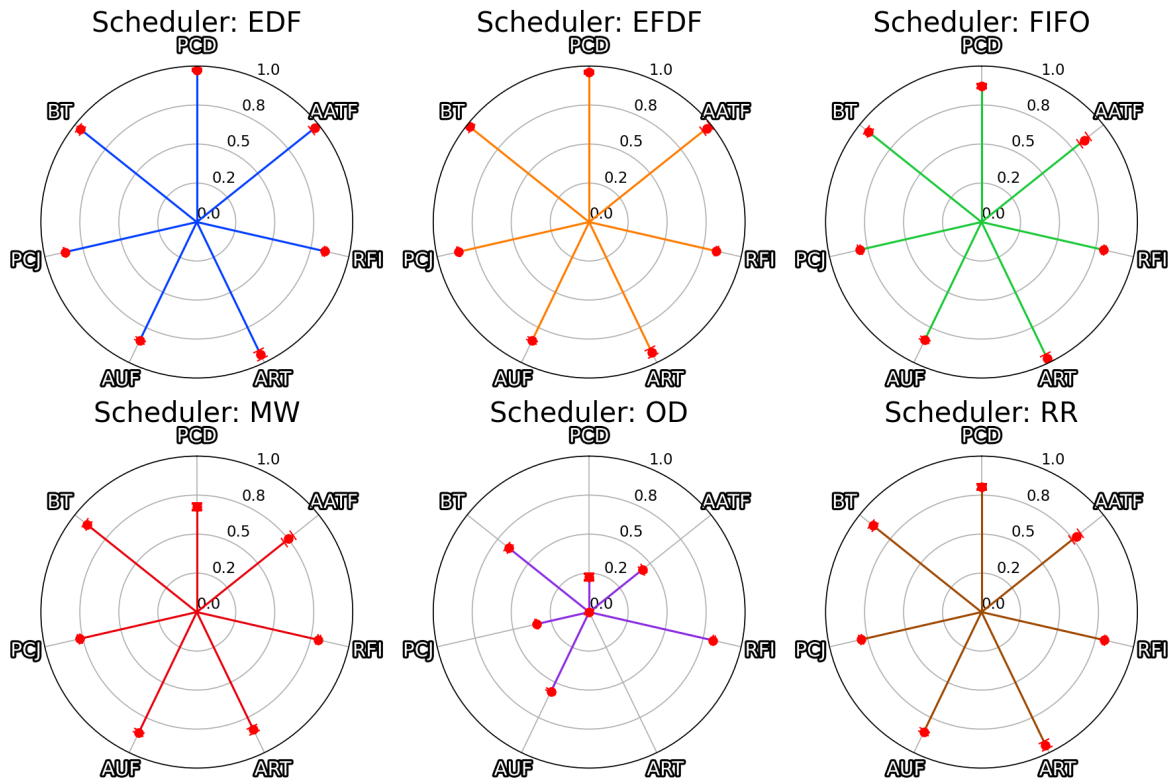 Scheduler: EDF
PCD
1.0
AATF
0.8
BT
0.5
0.2
0.0
PCJ
RFI
AUF
ART
Scheduler: EFDF
PCD
1.0
AATF
0.8
BT
0.5
0.2
0.0
PCJ
RFI
AUF
ART
Scheduler: FIFO
PCD
1.0
AATF
0.8
BT
0.5
0.2
0.0
PCJ
RFI
AUF
ART
Scheduler: MW
PCD
1.0
AATF
0.8
BT
0.5
0.2
0.0
PCJ
RFI
AUF
ART
Scheduler: OD
PCD
1.0
AATF
0.8
BT
0.5
0.2
0.0
PCJ
RFI
AUF
ART
Scheduler: RR
PCD
1.0
AATF
0.8
BT
0.5
0.2
0.0
PCJ
RFI
AUF
ART